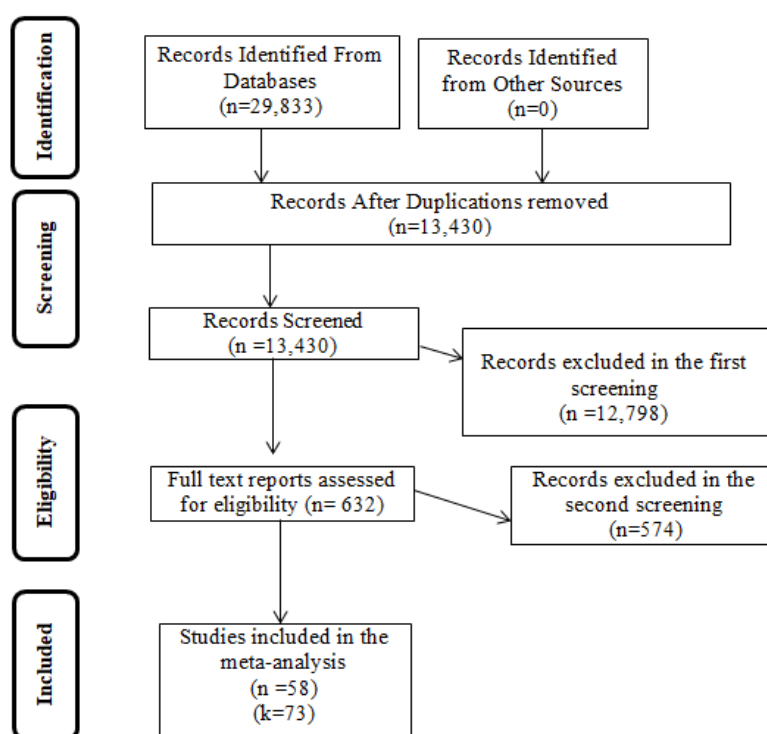 Identification
Records Identified From
Databases
(n=29,833)
Records Identified
from Other Sources
(n=0)
Screening
Records After Duplications removed
(n=13,430)
Records Screened
(n =13,430)
Records excluded in the first
screening
(n =12,798)
Eligibility
Full text reports assessed
for eligibility (n= 632)
Records excluded in the
second screening
(n=574)
Included
Studies included in the
meta-analysis
(n =58)
(k=73)